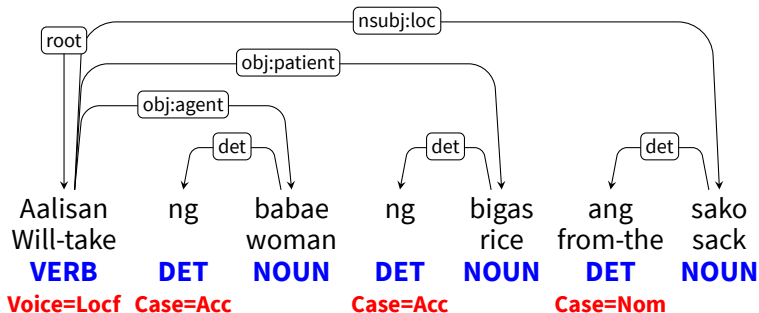 nsubj:loc
root
obj:patient
obj:agent
det det det
Aalisan ng babae ng bigas ang sako
Will-take woman rice from-the sack
VERB DET NOUN DET NOUN DET NOUN
Voice=Locf Case=Acc Case=Acc Case=Nom